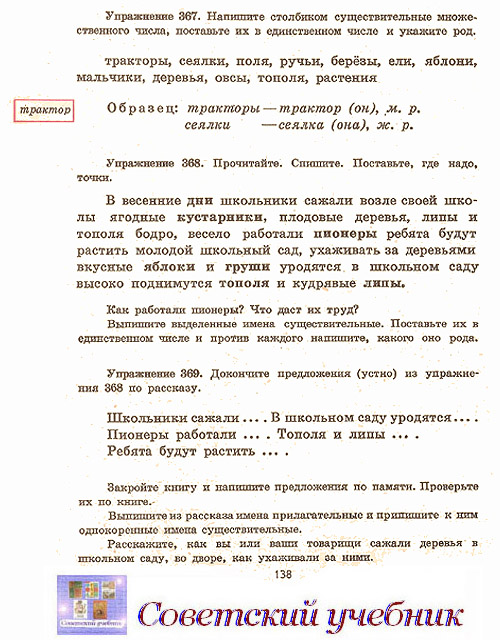 Упражнение 367. Напишите столбиком существительные множе-
ственного числа, поставьте их в единственном числе и укажите род.
тракторы, сеялки, поля, ручьи, берёзы, ели, яблони,
мальчики, деревья, овсы, тополя, растения
трактор
Образец: тракторы — трактор (он), м. р.
сеялки — сеялка (она), ж. р.
Упражнение 368. Прочитайте. Спишите. Поставьте, где надо,
точки.
В весенние дни школьники сажали возле своей шко-
лы ягодные кустарники, плодовые деревья, липы и
тополя бодро, весело работали пионеры ребята будут
растить молодой школьный сад, ухаживать за деревьями
вкусные яблоки и груши уродятся в школьном саду
высоко поднимутся тополя и кудрявые липы.
Как работали пионеры? Что даст их труд?
Выпишите выделенные имена существительные. Поставьте их в
единственном числе и против каждого напишите, какого оно рода.
Упражнение 369. Докончите предложения (устно) из упражне-
ния 368 по рассказу.
Школьники сажали .... В школьном саду уродятся ....
Пионеры работали .... Тополя и липы ....
Ребята будут растить ....
Закройте книгу и напишите предложения по памяти. Проверьте
их по книге.
Выпишите из рассказа имена прилагательные и припишите к ним
однокоренные имена существительные.
Расскажите, как вы или ваши товарищи сажали деревья в
школьном саду, во дворе, как ухаживали за ними.
138
Советский учебник
Советский учебник